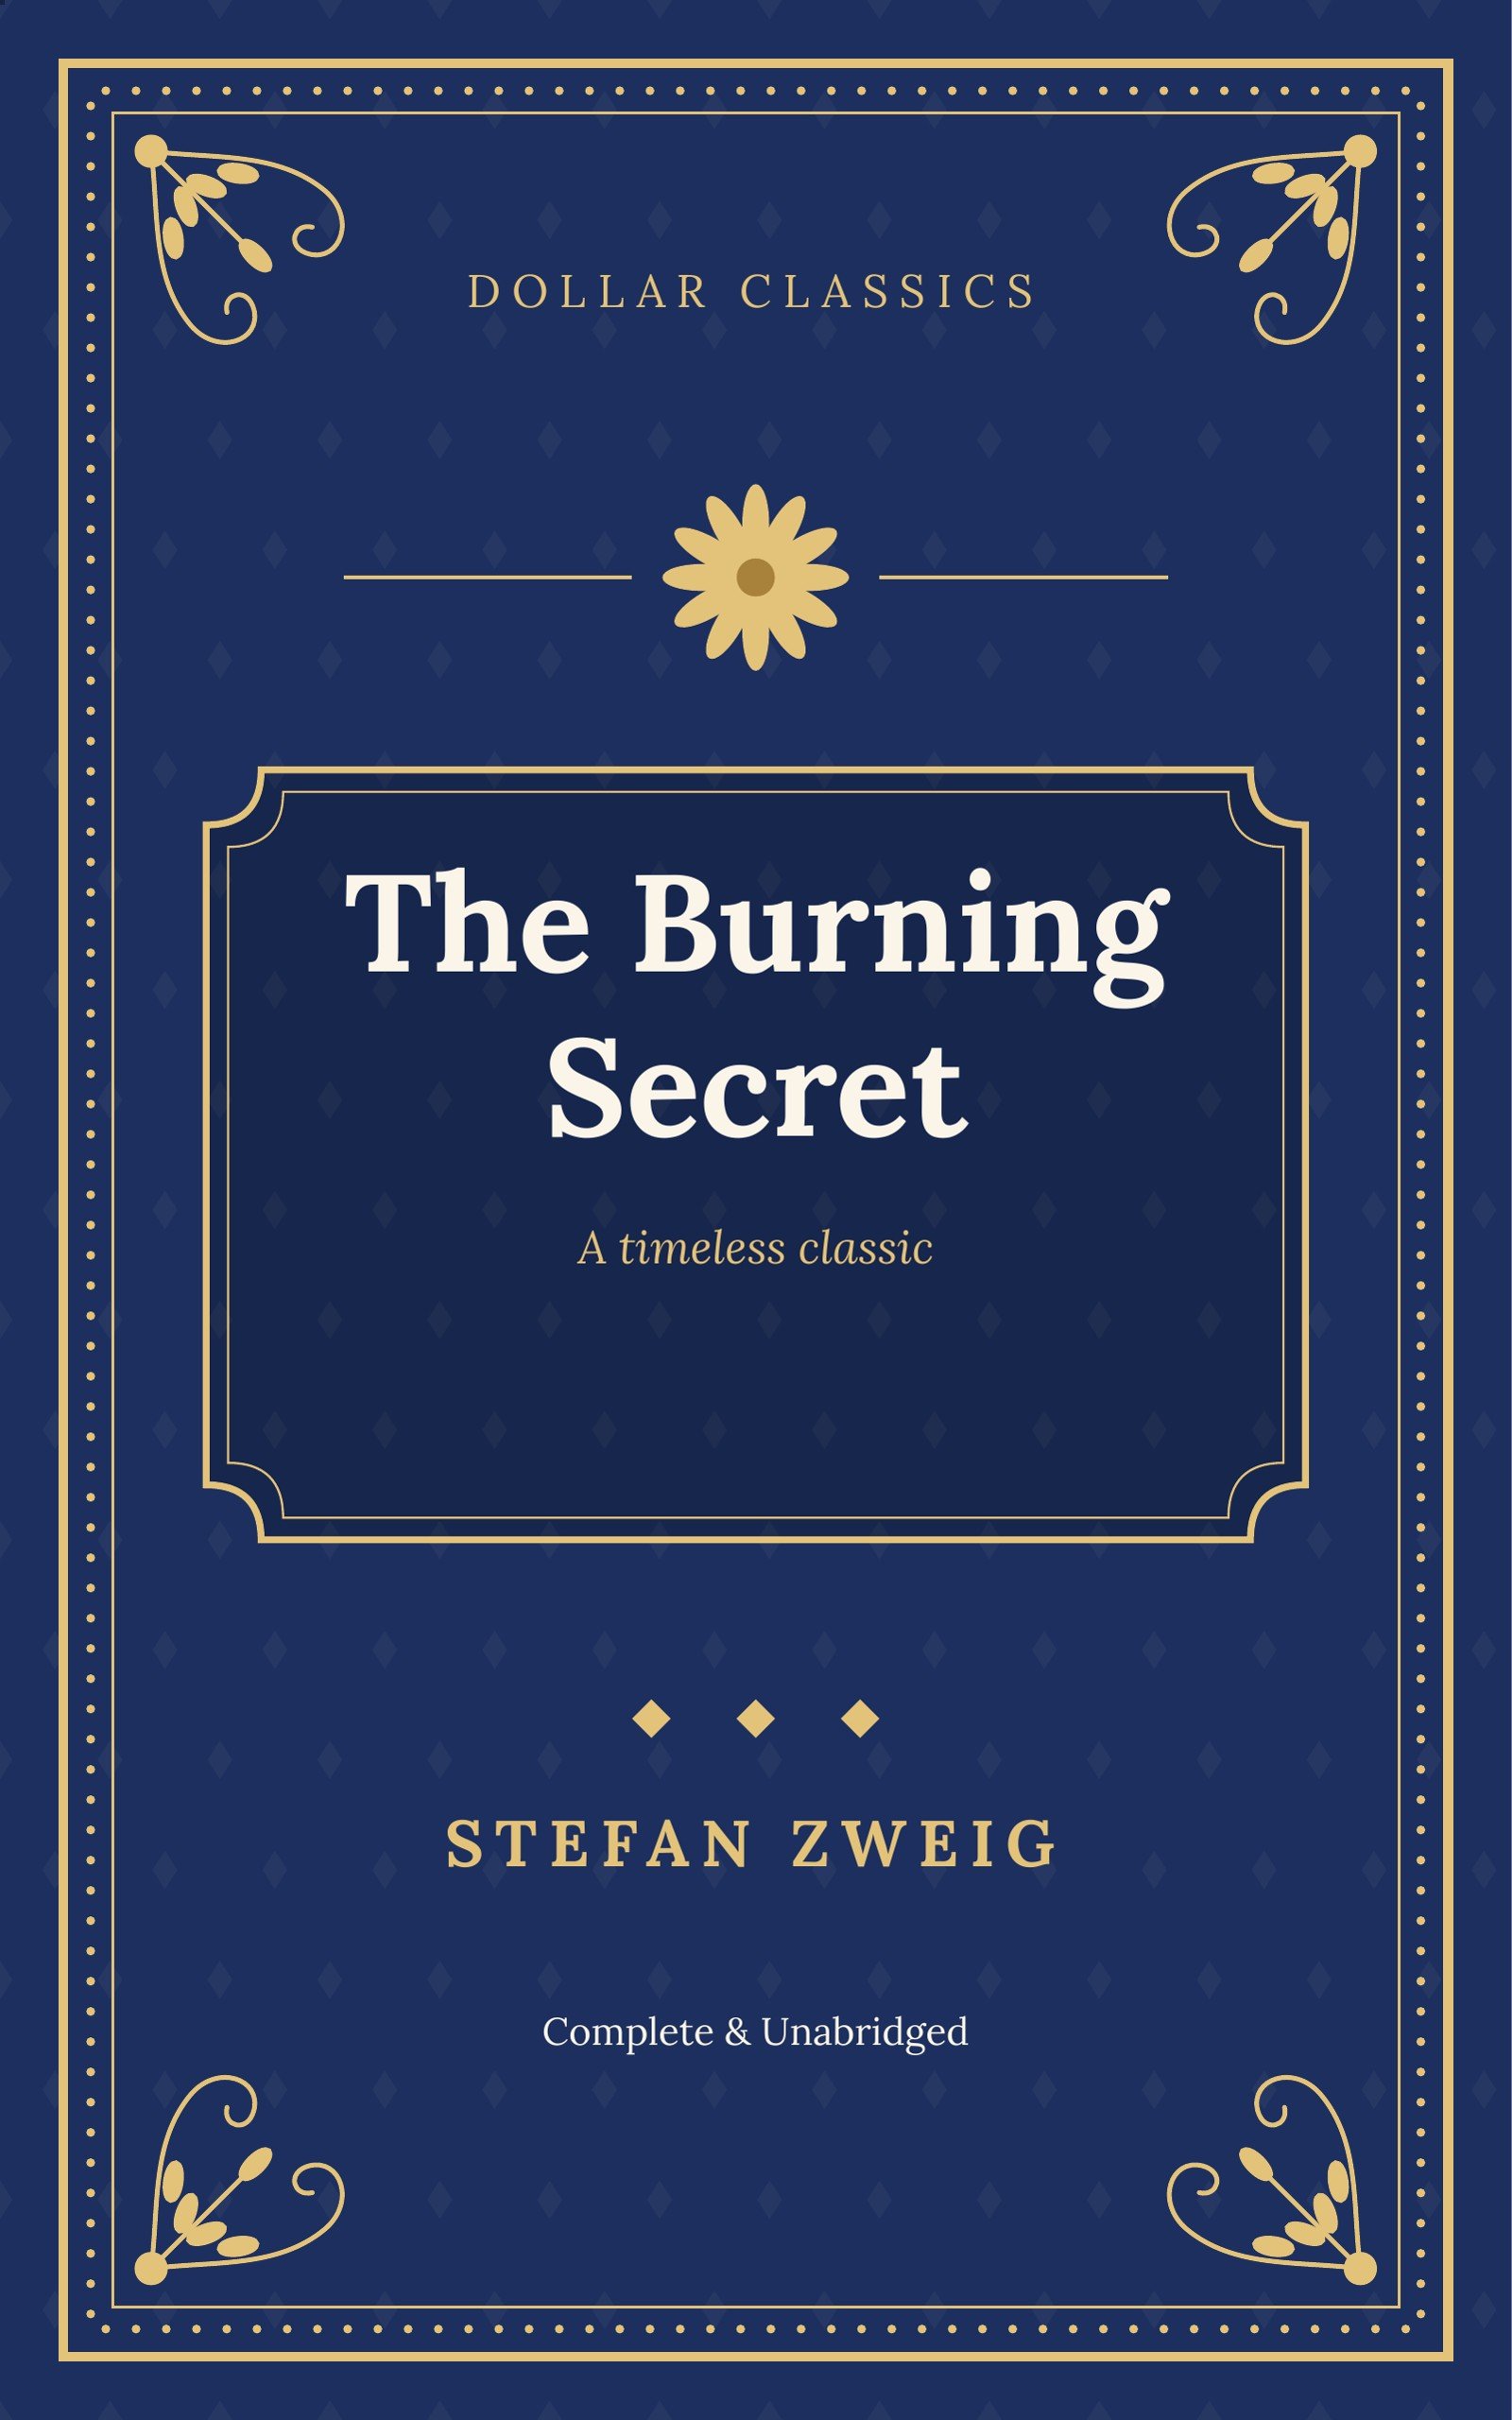 DOLLAR CLASSICS
The Burning
Secret
A timeless classic
STEFAN ZWEIG
Complete & Unabridged